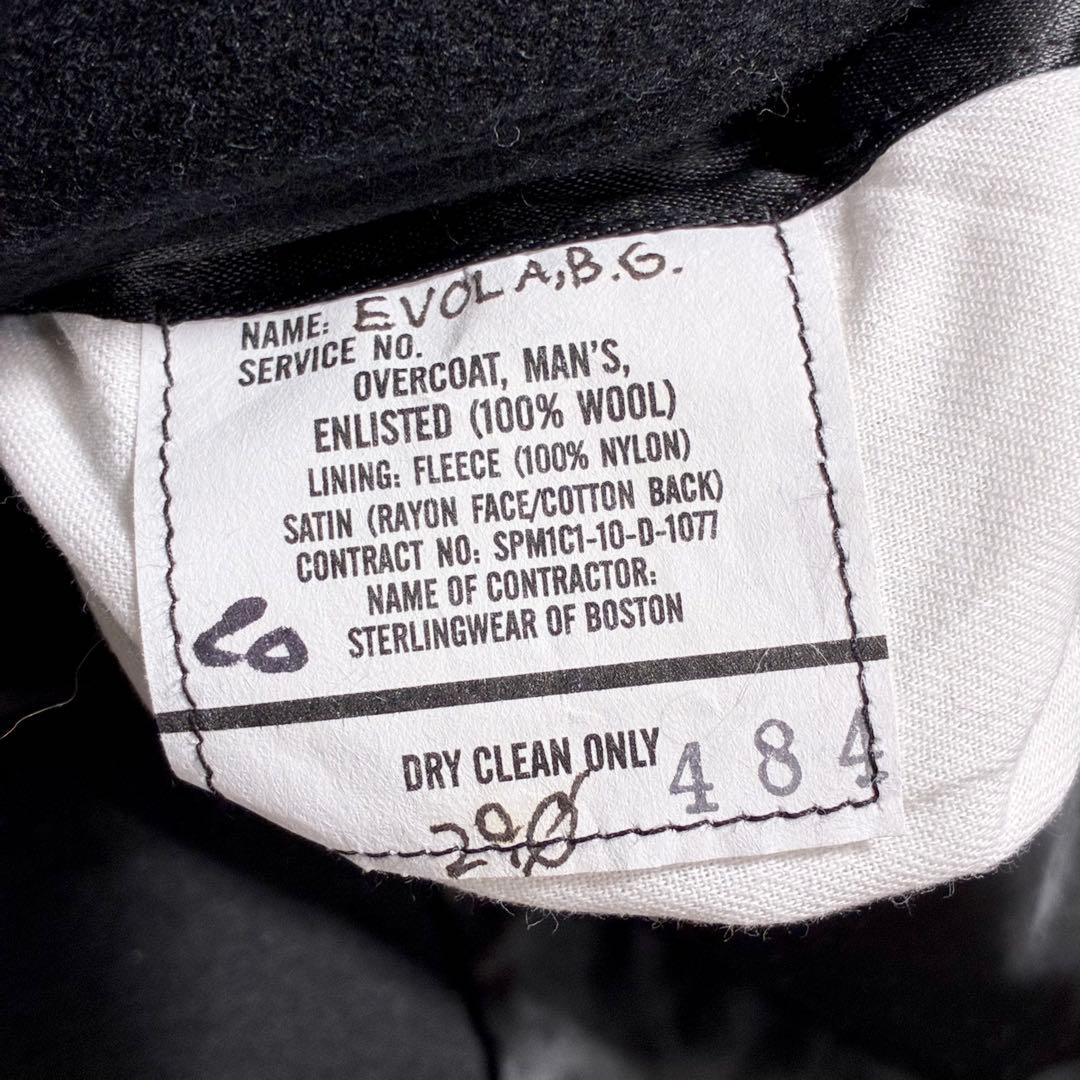 NAME: EVOLA, B.G.
SERVICE NO.
OVERCOAT, MAN'S,
ENLISTED (100% WOOL)
LINING: FLEECE (100% NYLON)
SATIN (RAYON FACE/COTTON BACK)
CONTRACT NO: SPM1C1-10-D-1077
NAME OF CONTRACTOR:
STERLINGWEAR OF BOSTON
DRY CLEAN ONLY
484